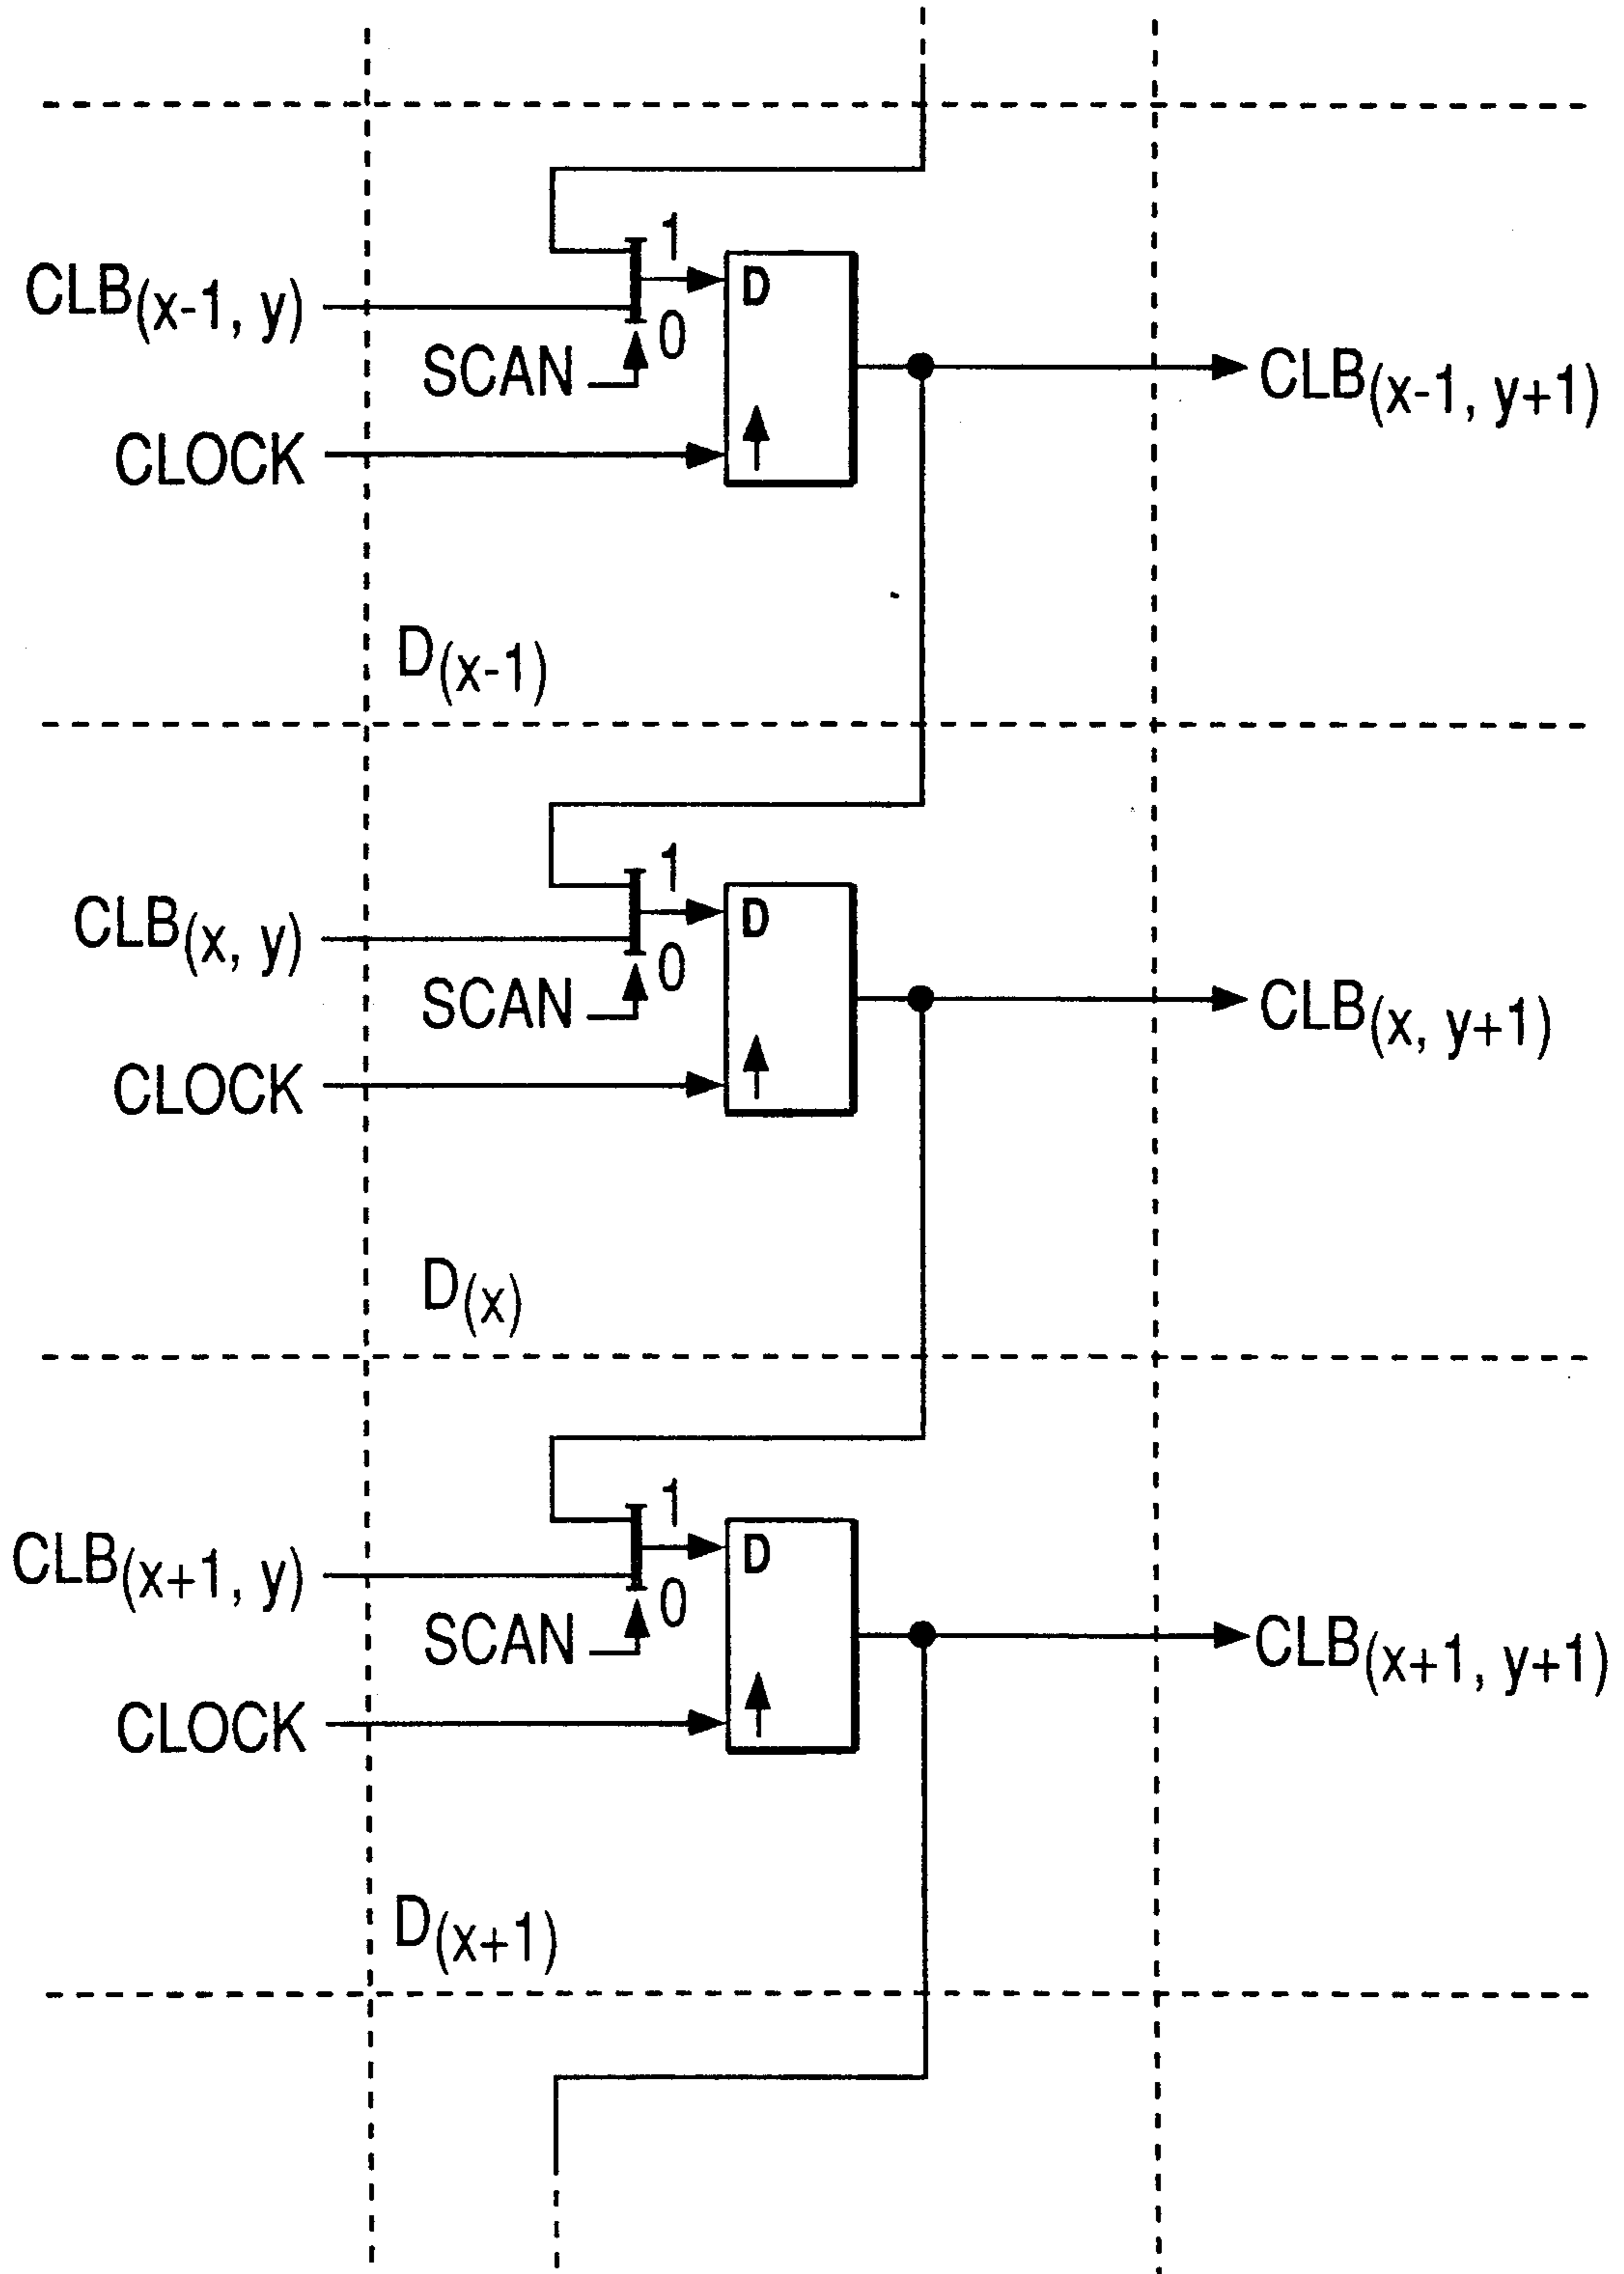 1
CLB(x-1, y)
D
0
SCAN
CLB(x-1, y+1)
CLOCK
D(x-1)
1
CLB(x, y)
D
0
SCAN
CLB(x, y+1)
CLOCK
D(x)
1
CLB(x+1, y)
D
0
SCAN
CLB(x+1, y+1)
CLOCK
D(x+1)